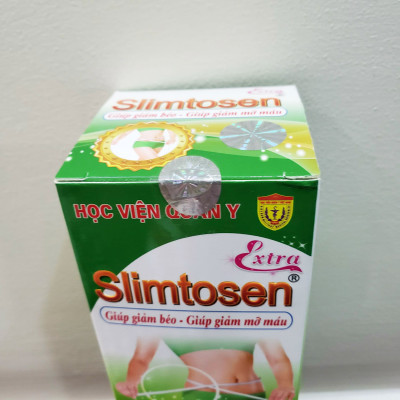 Extra
Slimtosen
Giúp giảm béo - Giúp giảm mỡ máu
HỌC VIỆN QUÂN Y
Extra
Slimtosen®
Giúp giảm béo - Giúp giảm mỡ máu